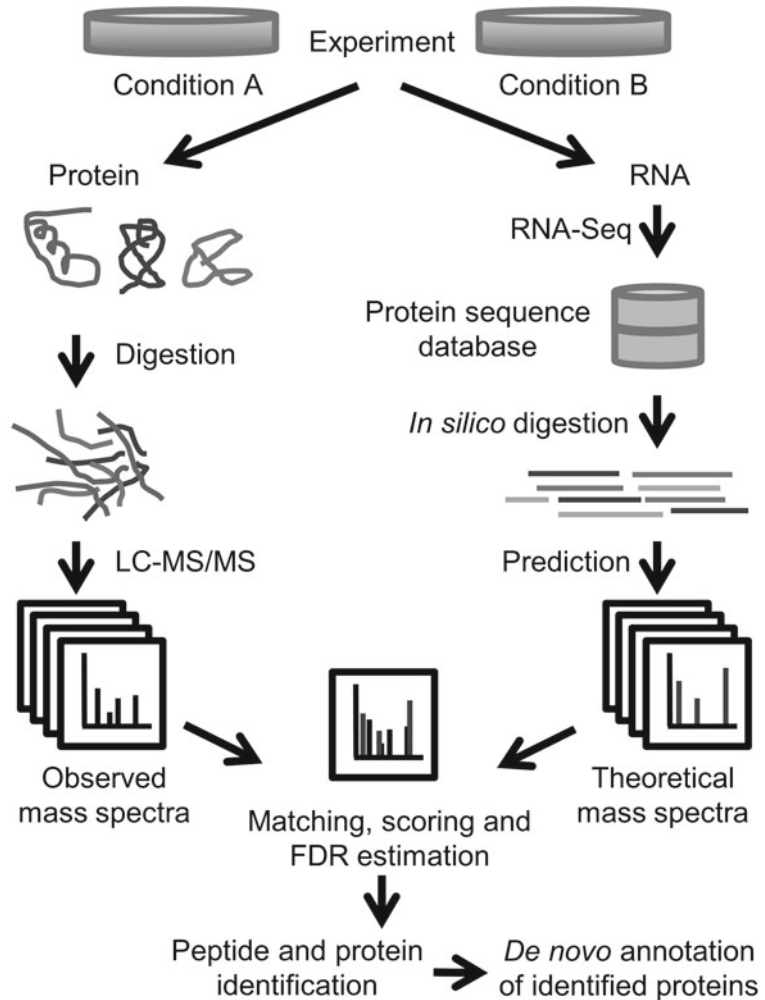 Experiment
Condition A
Condition B
Protein
RNA
RNA-Seq
Protein sequence
database
Digestion
In silico digestion
LC-MS/MS
Prediction
Observed
mass spectra
Theoretical
mass spectra
Matching, scoring and
FDR estimation
Peptide and protein
identification
De novo annotation
of identified proteins